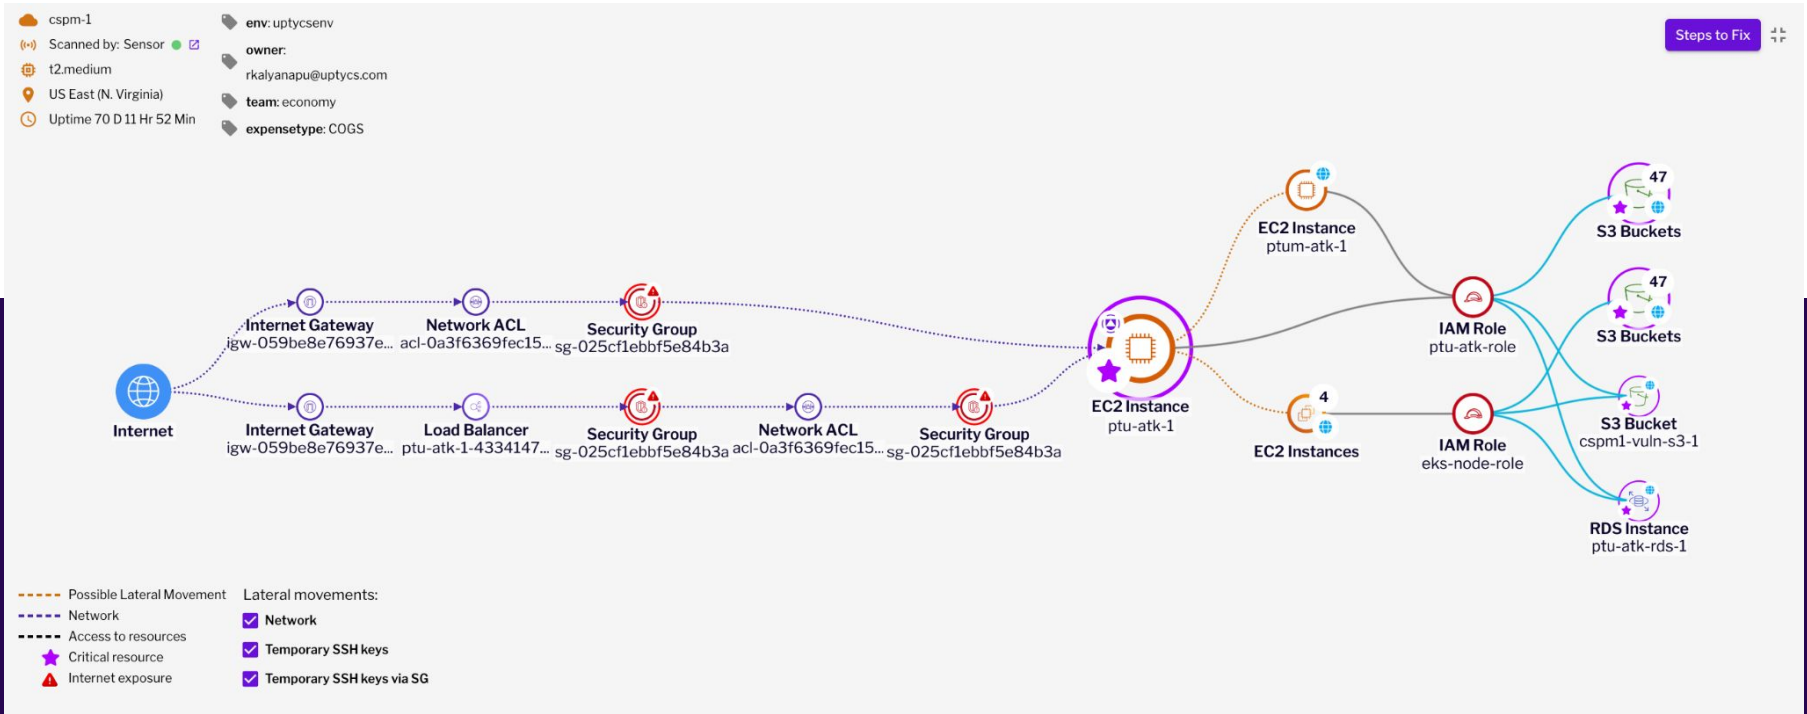 cspm-1
Scanned by: Sensor
t2.medium
US East (N. Virginia)
Uptime 70 D 11 Hr 52 Min
env: uptycsenv
owner:
rkalyanapu@uptycs.com
team: economy
expensetype: COGS
Steps to Fix
Internet
Internet Gateway
igw-059be8e76937e...
Network ACL
acl-0a3f6369fec15...
Security Group
sg-025cf1ebbf5e84b3a
Internet Gateway
igw-059be8e76937e...
Load Balancer
ptu-atk-1-4334147...
Security Group
sg-025cf1ebbf5e84b3a
Network ACL
acl-0a3f6369fec15...
Security Group
sg-025cf1ebbf5e84b3a
EC2 Instance
ptu-atk-1
EC2 Instance
ptum-atk-1
4
EC2 Instances
IAM Role
ptu-atk-role
IAM Role
eks-node-role
47
S3 Buckets
47
S3 Buckets
S3 Bucket
cspm1-vuln-s3-1
RDS Instance
ptu-atk-rds-1
Possible Lateral Movement
Network
Access to resources
Critical resource
Internet exposure
Lateral movements:
Network
Temporary SSH keys
Temporary SSH keys via SG